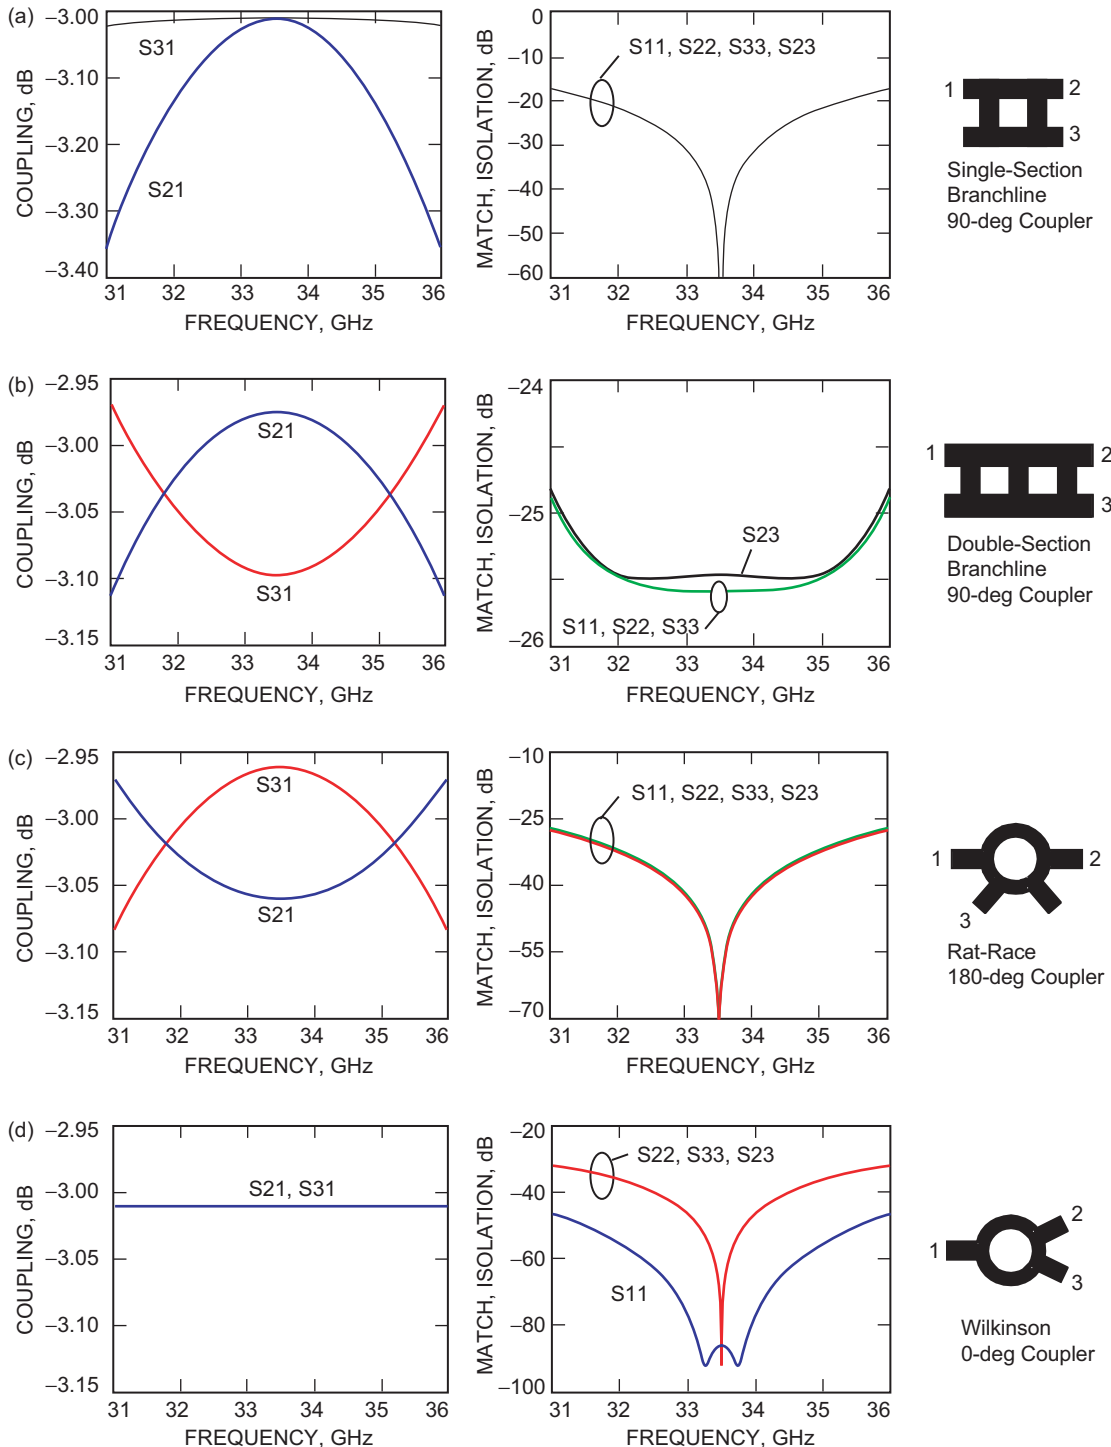 (a)
–3.00
–3.10
–3.20
–3.30
–3.40
COUPLING, dB
S31
S21
31 32 33 34 35 36
FREQUENCY, GHz
0
–10
–20
–30
–40
–50
–60
MATCH, ISOLATION, dB
S11, S22, S33, S23
31 32 33 34 35 36
FREQUENCY, GHz
1 2
3
Single-Section
Branchline
90-deg Coupler
(b)
–2.95
–3.00
–3.05
–3.10
–3.15
COUPLING, dB
S21
S31
31 32 33 34 35 36
FREQUENCY, GHz
–24
–25
–26
MATCH, ISOLATION, dB
S23
S11, S22, S33
31 32 33 34 35 36
FREQUENCY, GHz
1 2
3
Double-Section
Branchline
90-deg Coupler
(c)
–2.95
–3.00
–3.05
–3.10
–3.15
COUPLING, dB
S31
S21
31 32 33 34 35 36
FREQUENCY, GHz
–10
–25
–40
–55
–70
MATCH, ISOLATION, dB
S11, S22, S33, S23
31 32 33 34 35 36
FREQUENCY, GHz
1 2
3
Rat-Race
180-deg Coupler
(d)
–2.95
–3.00
–3.05
–3.10
–3.15
COUPLING, dB
S21, S31
31 32 33 34 35 36
FREQUENCY, GHz
–20
–40
–60
–80
–100
MATCH, ISOLATION, dB
S22, S33, S23
S11
31 32 33 34 35 36
FREQUENCY, GHz
2
1
3
Wilkinson
0-deg Coupler